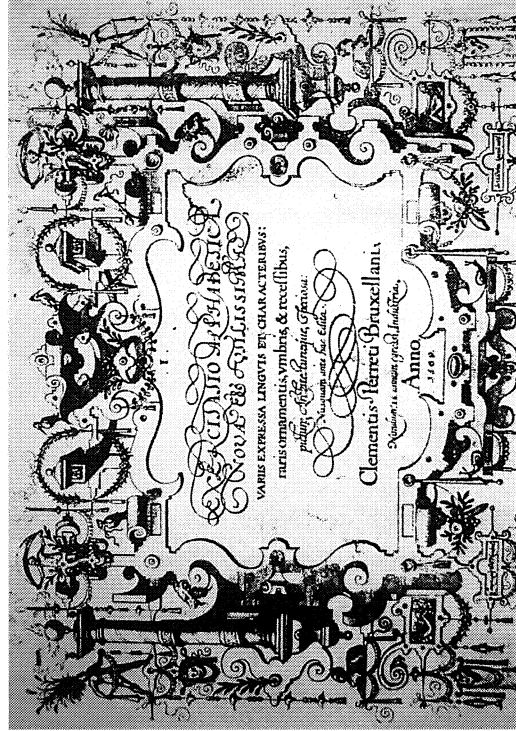 EXERCITATIO ALPHABETICA
NOVA ET VTILISSIMA,
VARIIS EXPRESSA LINGVIS ET CHARACTERIBVS:
raris ornamentis, vmbris, & recessibus,
Architecturæque, speciosa:
Nusquam ante hac edita.
Clementis Perreti Bruxellani,
Nondum 18 annum egressi, Industria.
Anno,
1569.